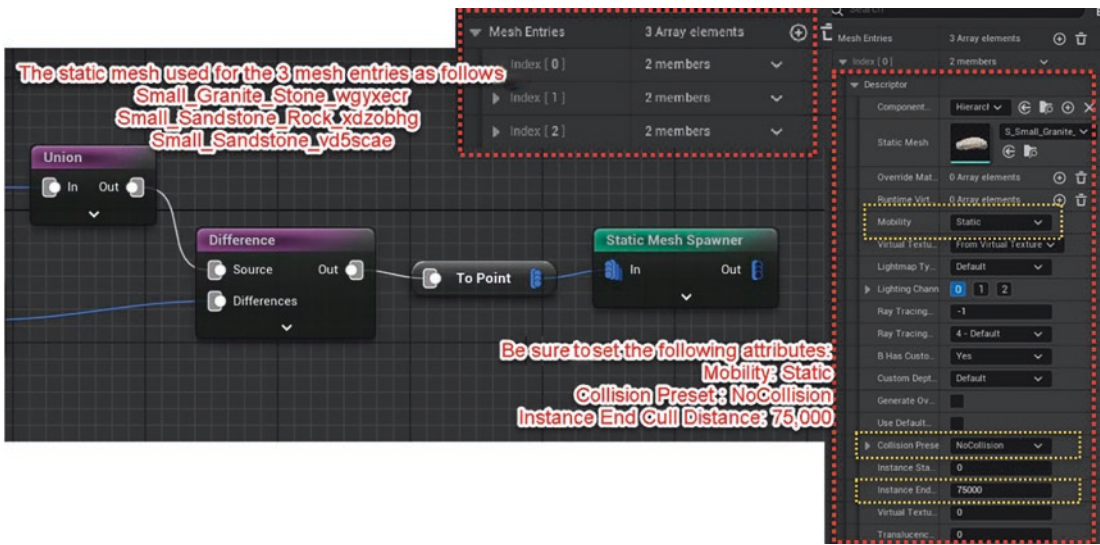 Mesh Entries 3 Array elements
Index [ 0 ] 2 members
Index [ 1 ] 2 members
Index [ 2 ] 2 members
The static mesh used for the 3 mesh entries as follows
Small_Granite_Stone_wgyxecr
Small_Sandstone_Rock_xdzobhg
Small_Sandstone_vd5scae
Union
In Out
Difference
Source Out
Differences
To Point
Static Mesh Spawner
In Out
Be sure to set the following attributes:
Mobility: Static
Collision Preset : NoCollision
Instance End Cull Distance: 75,000
Search
Mesh Entries 3 Array elements
Index [ 0 ] 2 members
Descriptor
Component... Hierarcl
Static Mesh S_Small_Granite_
Override Mat... 0 Array elements
Runtime Virt... 0 Array elements
Mobility Static
Virtual Textu... From Virtual Texture
Lightmap Ty... Default
Lighting Chann 0 1 2
Ray Tracing... -1
Ray Tracing... 4 - Default
B Has Custo... Yes
Custom Dept... Default
Generate Ov...
Use Default...
Collision Prese NoCollision
Instance Sta... 0
Instance End... 75000
Virtual Textu... 0
Translucenc... 0